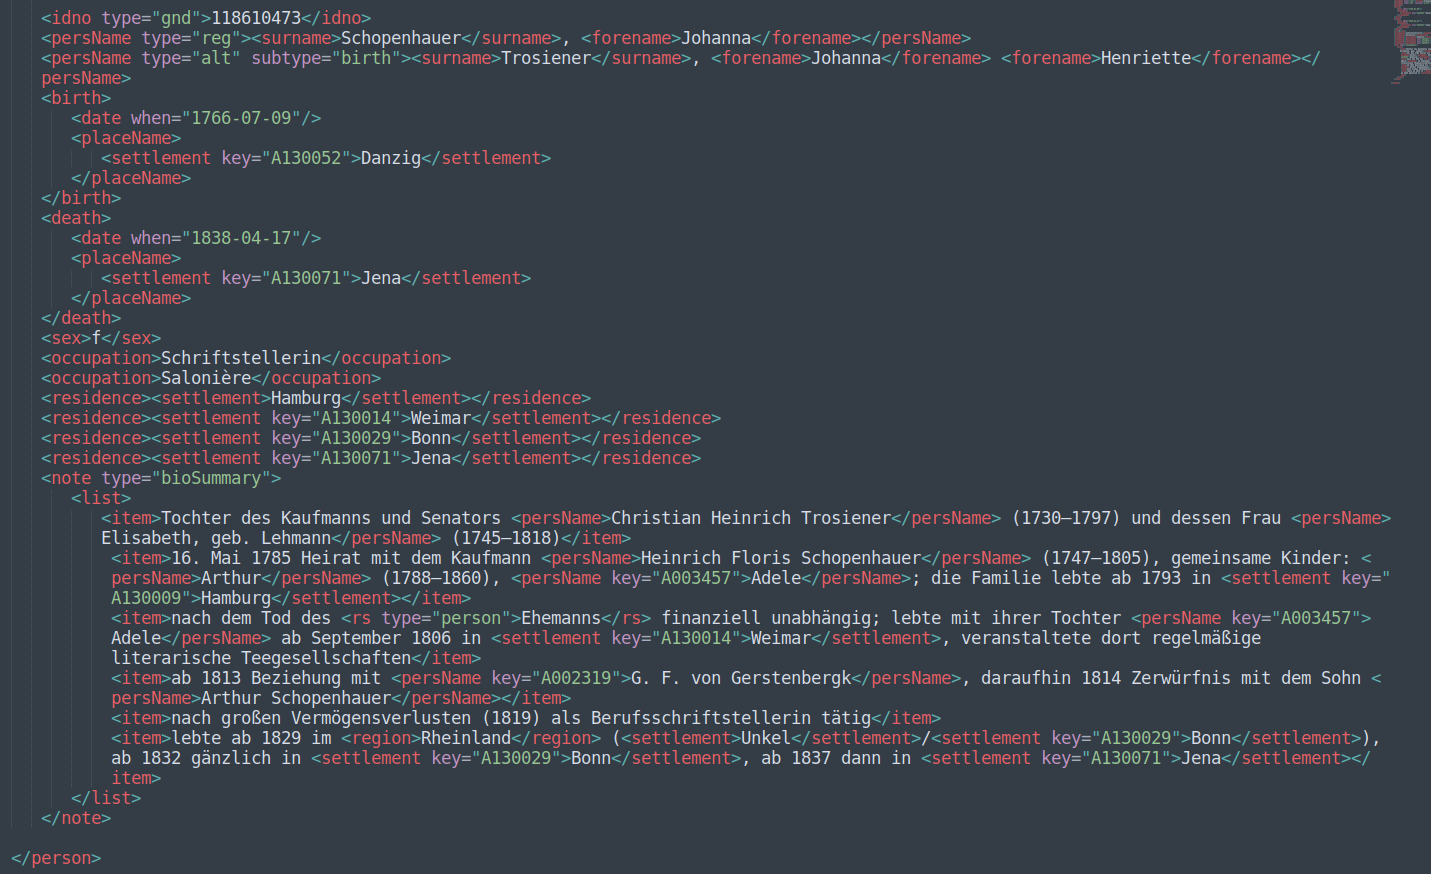 <idno type="gnd">118610473</idno>
<persName type="reg"><surname>Schopenhauer</surname>, <forename>Johanna</forename></persName>
<persName type="alt" subtype="birth"><surname>Trosiener</surname>, <forename>Johanna</forename> <forename>Henriette</forename></
persName>
<birth>
<date when="1766-07-09"/>
<placeName>
<settlement key="A130052">Danzig</settlement>
</placeName>
</birth>
<death>
<date when="1838-04-17"/>
<placeName>
<settlement key="A130071">Jena</settlement>
</placeName>
</death>
<sex>f</sex>
<occupation>Schriftstellerin</occupation>
<occupation>Salonière</occupation>
<residence><settlement>Hamburg</settlement></residence>
<residence><settlement key="A130014">Weimar</settlement></residence>
<residence><settlement key="A130029">Bonn</settlement></residence>
<residence><settlement key="A130071">Jena</settlement></residence>
<note type="bioSummary">
<list>
<item>Tochter des Kaufmanns und Senators <persName>Christian Heinrich Trosiener</persName> (1730–1797) und dessen Frau <persName>
Elisabeth, geb. Lehmann</persName> (1745–1818)</item>
<item>16. Mai 1785 Heirat mit dem Kaufmann <persName>Heinrich Floris Schopenhauer</persName> (1747–1805), gemeinsame Kinder: <
persName>Arthur</persName> (1788–1860), <persName key="A003457">Adele</persName>; die Familie lebte ab 1793 in <settlement key="
A130009">Hamburg</settlement></item>
<item>nach dem Tod des <rs type="person">Ehemanns</rs> finanziell unabhängig; lebte mit ihrer Tochter <persName key="A003457">
Adele</persName> ab September 1806 in <settlement key="A130014">Weimar</settlement>, veranstaltete dort regelmäßige
literarische Teegesellschaften</item>
<item>ab 1813 Beziehung mit <persName key="A002319">G. F. von Gerstenbergk</persName>, daraufhin 1814 Zerwürfnis mit dem Sohn <
persName>Arthur Schopenhauer</persName></item>
<item>nach großen Vermögensverlusten (1819) als Berufsschriftstellerin tätig</item>
<item>lebte ab 1829 im <region>Rheinland</region> (<settlement>Unkel</settlement>/<settlement key="A130029">Bonn</settlement>),
ab 1832 gänzlich in <settlement key="A130029">Bonn</settlement>, ab 1837 dann in <settlement key="A130071">Jena</settlement></
item>
</list>
</note>
</person>